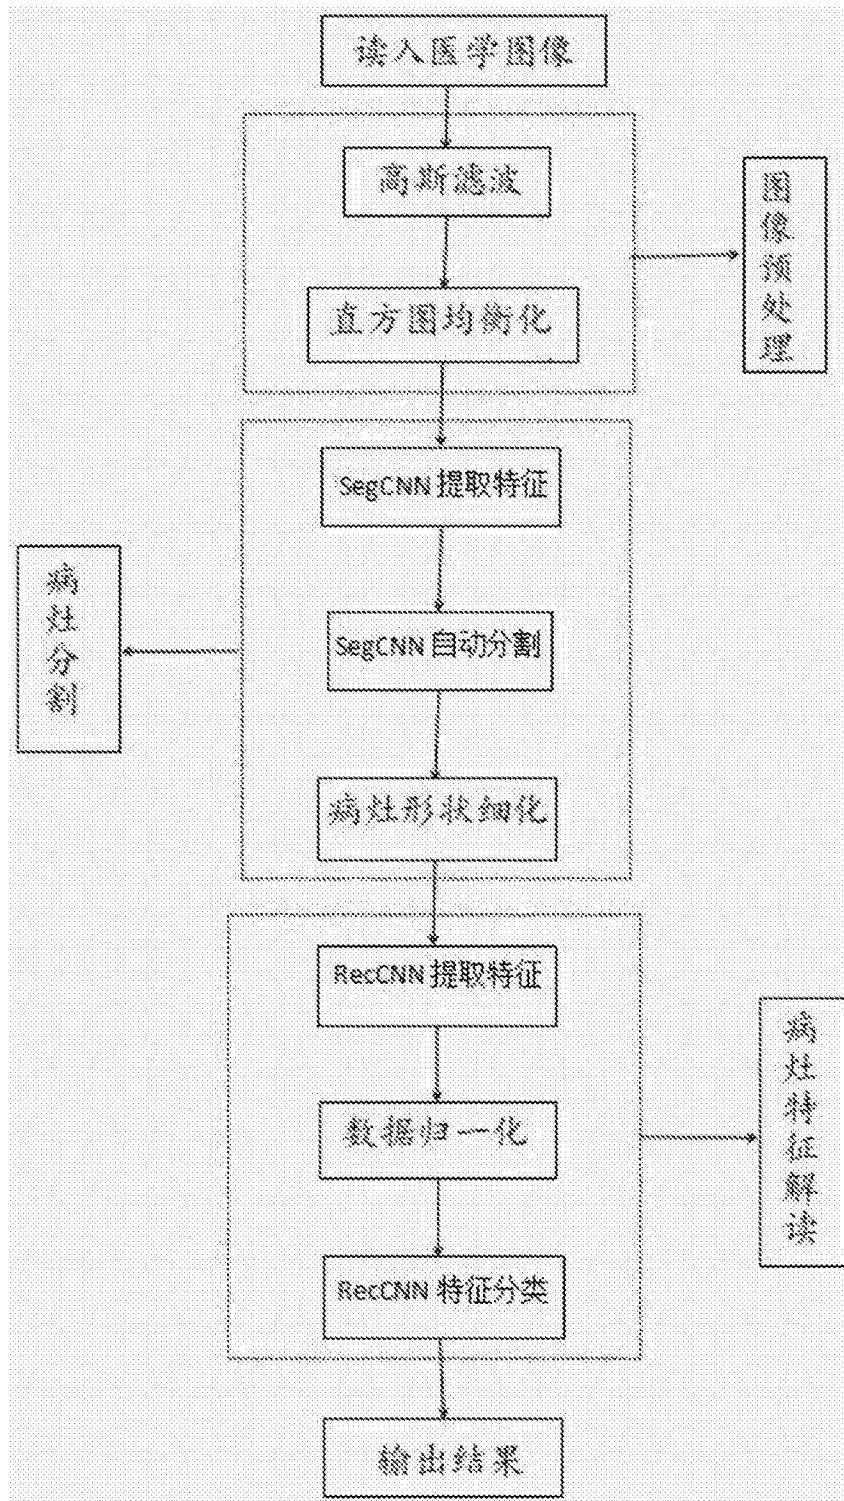 读入医学图像
高斯滤波
直方图均衡化
图像预处理
SegCNN 提取特征
SegCNN 自动分割
病灶形状细化
病灶分割
RecCNN 提取特征
数据归一化
RecCNN 特征分类
病灶特征解读
输出结果